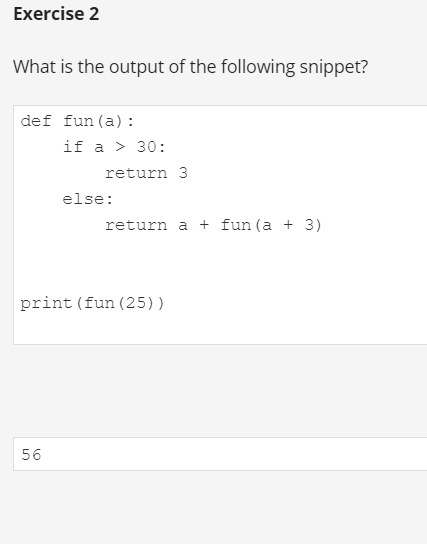 Exercise 2
What is the output of the following snippet?
def fun(a):
    if a > 30:
        return 3
    else:
        return a + fun(a + 3)
print(fun(25))
56